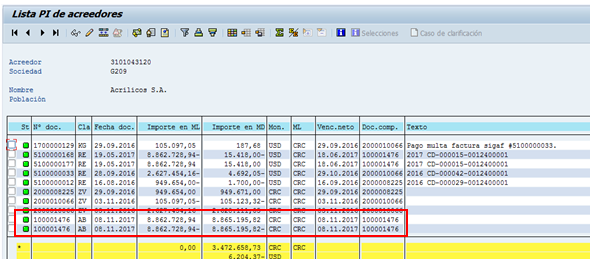 Lista PI de acreedores
Selecciones Caso de clarificación
Acreedor 3101043120
Sociedad G209
Nombre Acrilicos S.A.
Población
St Nº doc. Cla Fecha doc. Importe en ML Importe en MD Mon. ML Venc.neto Doc.comp. Texto
1700000129 KG 29.09.2016 105.097,05 187,68 USD CRC 29.09.2016 2000010066 Pago multa factura sigaf #5100000033.
5100000168 RE 19.05.2017 8.862.728,94- 15.418,00- USD CRC 18.06.2017 100001476 2017 CD-000015-0012400001
5100000177 RE 19.05.2017 8.862.728,94 15.418,00 USD CRC 18.06.2017 100001476 2017 CD-000015-0012400001
5100000033 RE 28.09.2016 2.627.454,16- 4.692,05- USD CRC 28.10.2016 2000010066 2016 CD-000042-0012400001
5100000012 RE 16.08.2016 949.654,00- 1.700,00- USD CRC 16.09.2016 2000008225 2016 CD-000029-0012400001
2000008225 ZV 29.09.2016 949.654,00 949.671,00 CRC CRC 29.09.2016 2000008225
2000010066 ZV 03.11.2016 105.097,05- 105.123,32- CRC CRC 03.11.2016 2000010066
100001476 AB 08.11.2017 8.862.728,94 8.865.195,82 CRC CRC 08.11.2017 100001476
100001476 AB 08.11.2017 8.862.728,94- 8.865.195,82- CRC CRC 08.11.2017 100001476
* 0,00 3.472.658,73 CRC CRC
6.204,37- USD